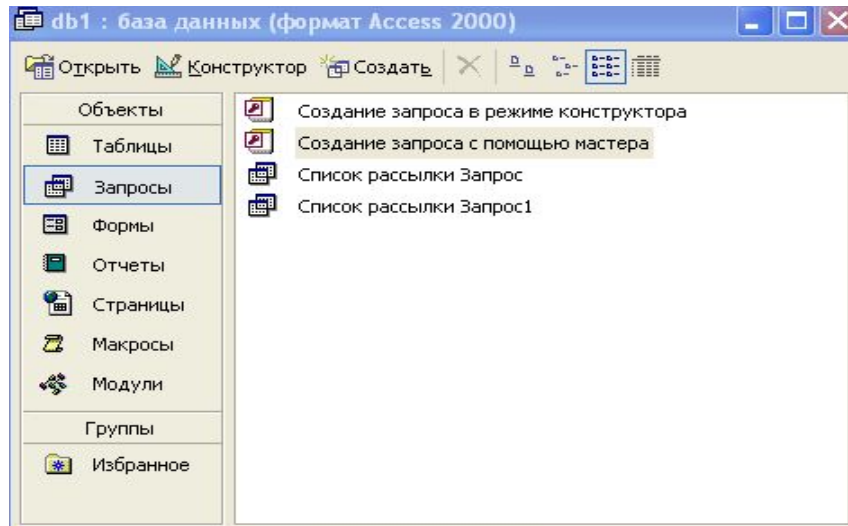 db1 : база данных (формат Access 2000)
Открыть Конструктор Создать
Объекты
Таблицы
Запросы
Формы
Отчеты
Страницы
Макросы
Модули
Группы
Избранное
Создание запроса в режиме конструктора
Создание запроса с помощью мастера
Список рассылки Запрос
Список рассылки Запрос1